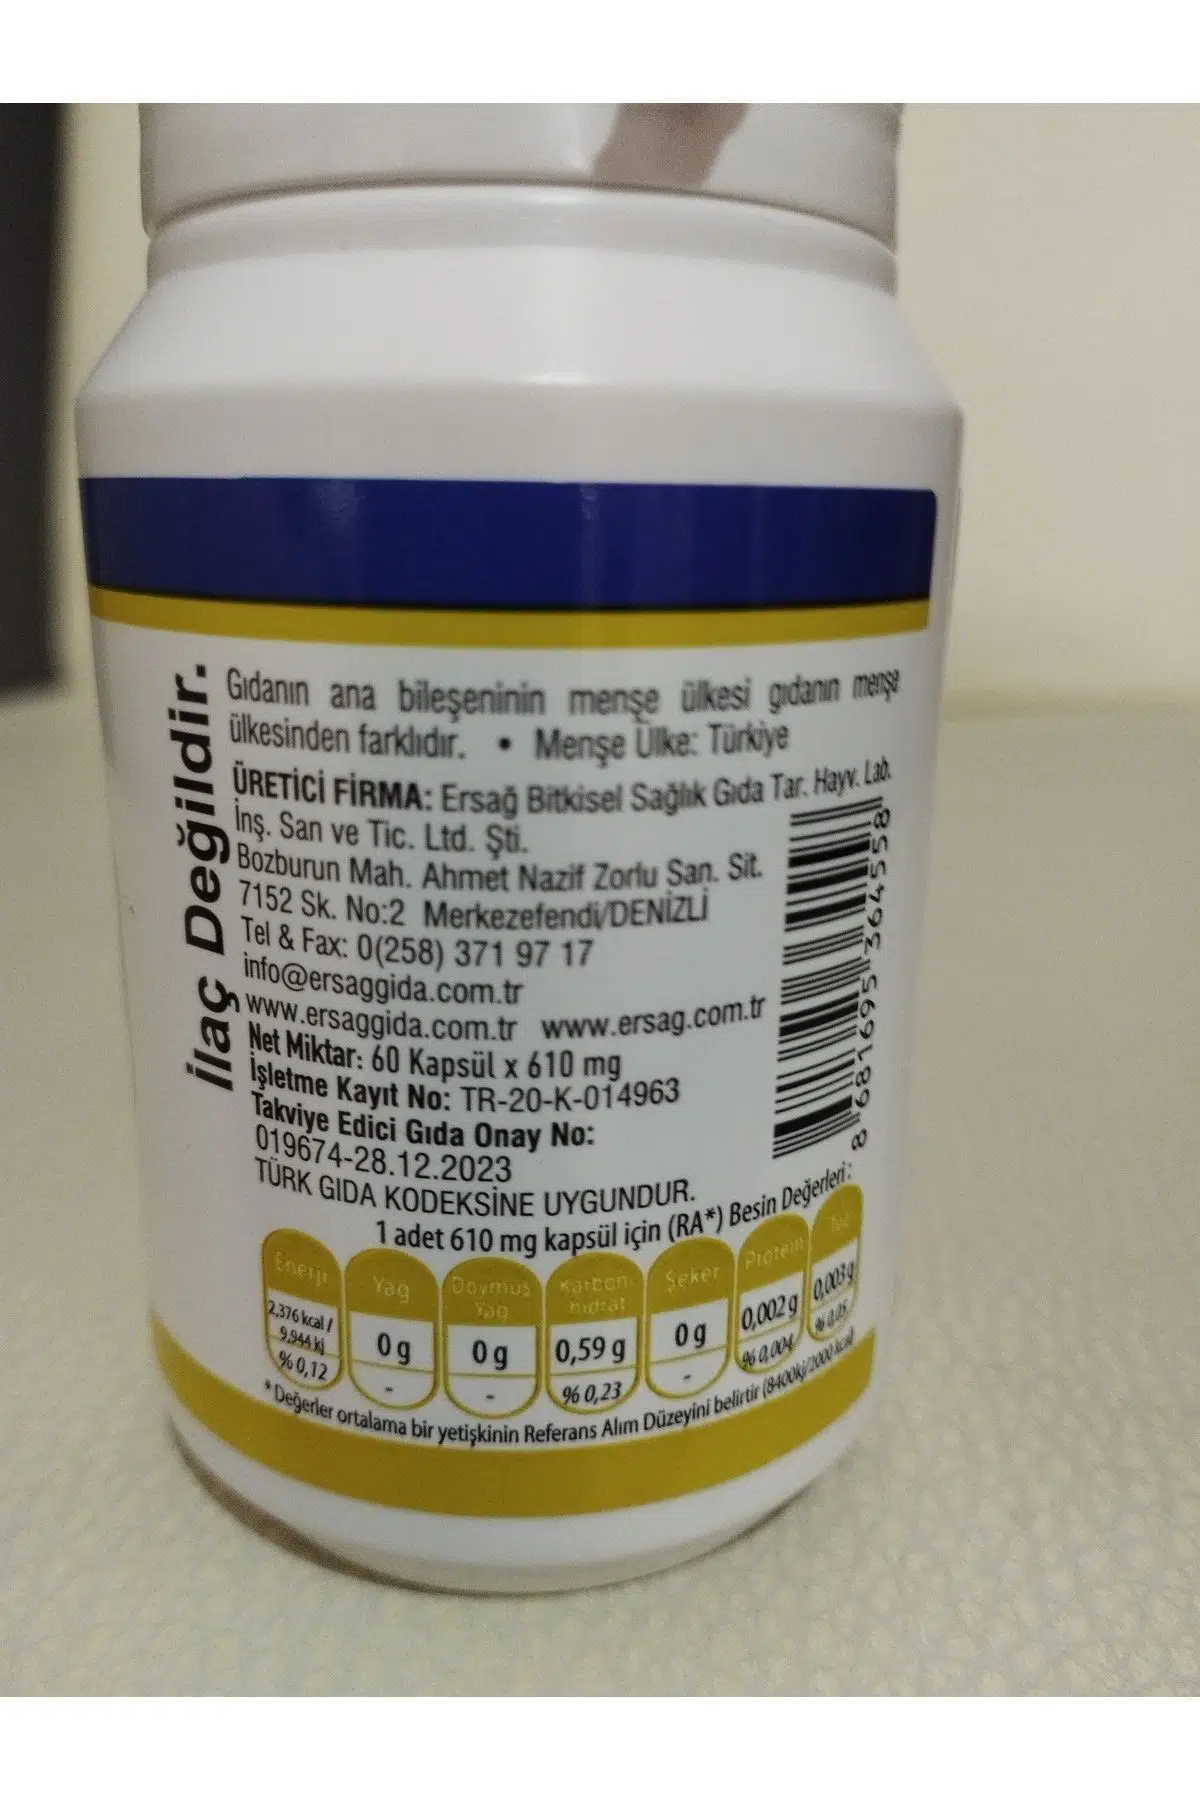 İlaç Değildir.
Gıdanın ana bileşeninin menşe ülkesi gıdanın menşe
ülkesinden farklıdır. • Menşe Ülke: Türkiye
ÜRETİCİ FİRMA: Ersağ Bitkisel Sağlık Gıda Tar. Hayv. Lab.
İnş. San ve Tic. Ltd. Şti.
Bozburun Mah. Ahmet Nazif Zorlu San. Sit.
7152 Sk. No:2 Merkezefendi/DENİZLİ
Tel & Fax: 0(258) 371 97 17
info@ersaggida.com.tr
www.ersaggida.com.tr www.ersag.com.tr
Net Miktar: 60 Kapsül x 610 mg
İşletme Kayıt No: TR-20-K-014963
Takviye Edici Gıda Onay No:
019674-28.12.2023
TÜRK GIDA KODEKSİNE UYGUNDUR.
8 681695 364558
1 adet 610 mg kapsül için (RA*) Besin Değerleri:
Enerji
2,376 kcal /
9,944 kj
% 0,12
Yağ
0 g
-
Doymuş
Yağ
0 g
-
Karbon
hidrat
0,59 g
% 0,23
Şeker
0 g
-
Protein
0,002 g
% 0,004
Tuz
0,003 g
% 0,05
* Değerler ortalama bir yetişkinin Referans Alım Düzeyini belirtir (8400kj/2000 kcal)